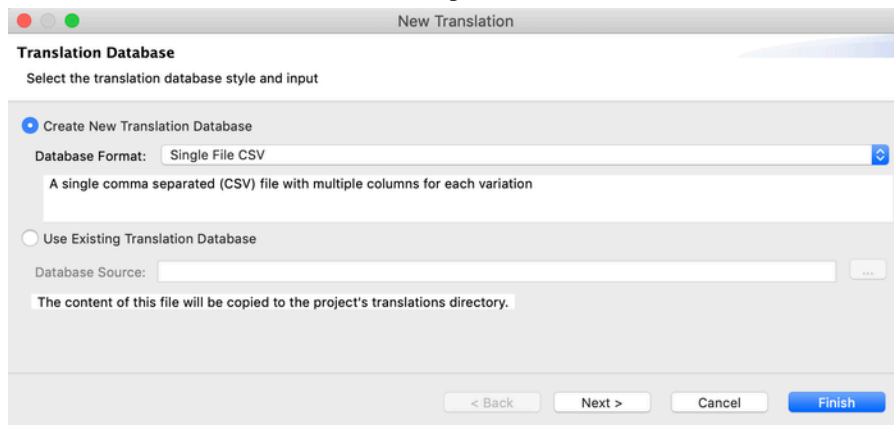 New Translation
Translation Database
Select the translation database style and input
Create New Translation Database
Database Format: Single File CSV
A single comma separated (CSV) file with multiple columns for each variation
Use Existing Translation Database
Database Source: ...
The content of this file will be copied to the project's translations directory.
< Back Next > Cancel Finish